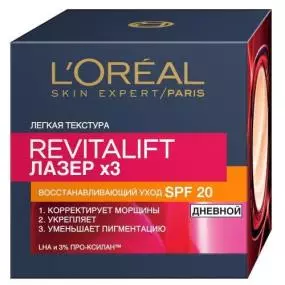 L'ORÉAL
SKIN EXPERT/PARIS
ЛЕГКАЯ ТЕКСТУРА
REVITALIFT
ЛАЗЕР x3
ВОССТАНАВЛИВАЮЩИЙ УХОД SPF 20
ДНЕВНОЙ
1. КОРРЕКТИРУЕТ МОРЩИНЫ
2. УКРЕПЛЯЕТ
3. УМЕНЬШАЕТ ПИГМЕНТАЦИЮ
LHA и 3% ПРО-КСИЛАН™